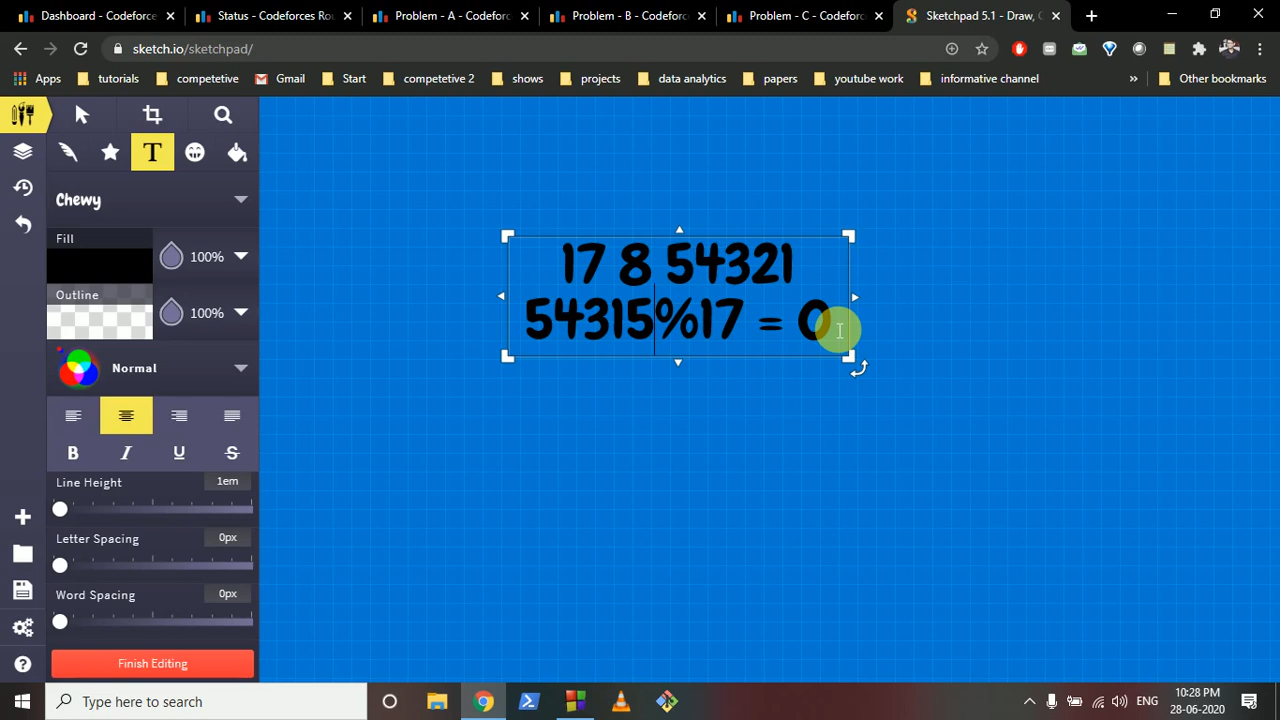 Dashboard - Codeforce
Status - Codeforces Rou
Problem - A - Codeforc
Problem - B - Codeforc
Problem - C - Codeforc
Sketchpad 5.1 - Draw, C
sketch.io/sketchpad/
Apps
tutorials
competetive
Gmail
Start
competetive 2
shows
projects
data analytics
papers
youtube work
informative channel
»
Other bookmarks
T
Chewy
Fill
100%
Outline
100%
Normal
B I U S
Line Height 1em
Letter Spacing 0px
Word Spacing 0px
Finish Editing
17 8 54321
54315%17 = 0
Type here to search
ENG
10:28 PM
28-06-2020